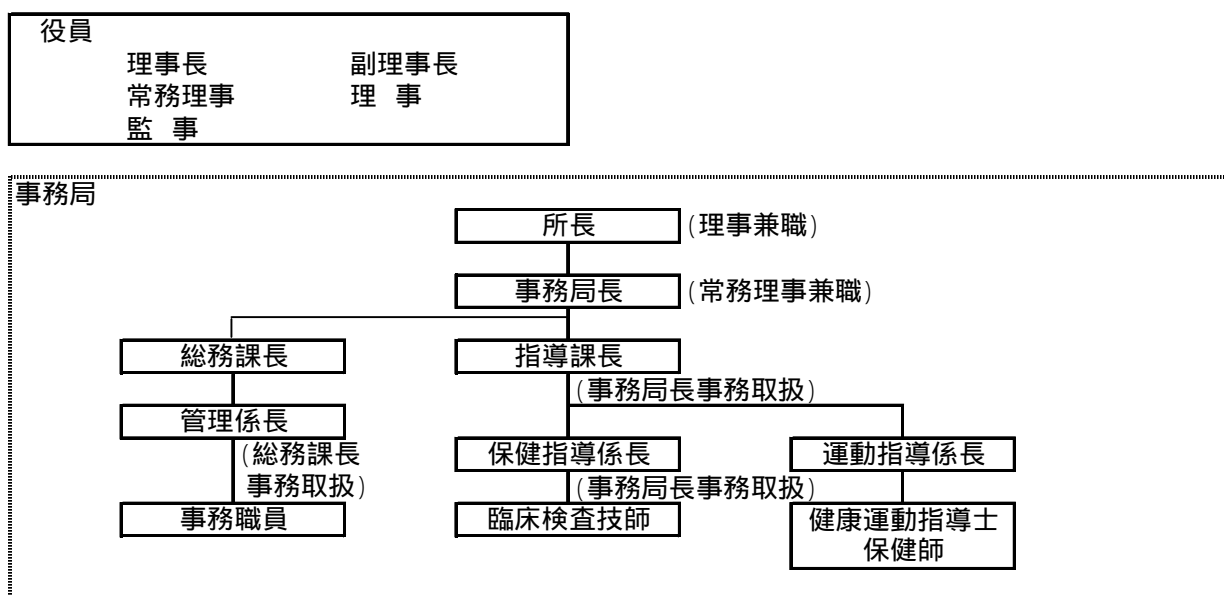 役員
理事長 副理事長
常務理事 理 事
監 事
事務局
所長 (理事兼職)
事務局長 (常務理事兼職)
総務課長 指導課長
(事務局長事務取扱)
管理係長
(総務課長 保健指導係長 運動指導係長
事務取扱) (事務局長事務取扱)
事務職員 臨床検査技師 健康運動指導士
保健師